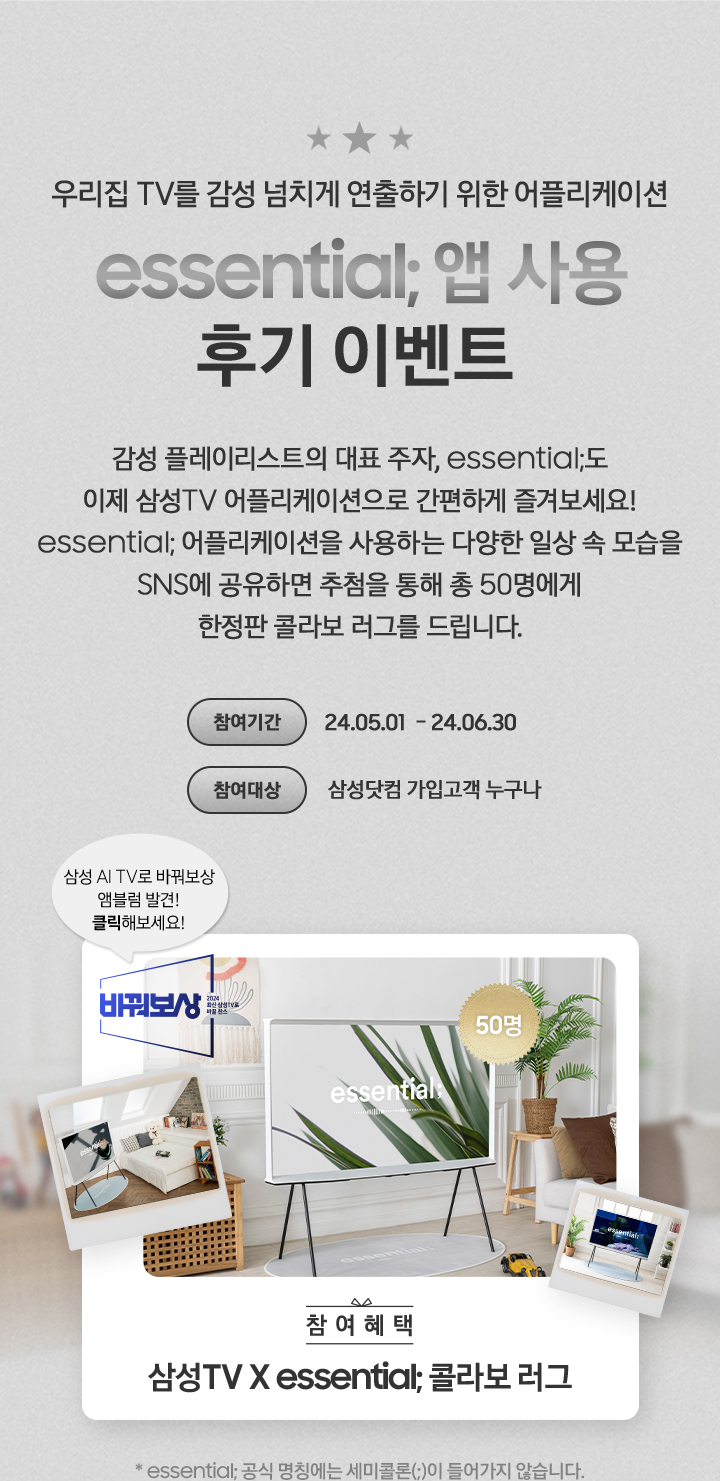 우리집 TV를 감성 넘치게 연출하기 위한 어플리케이션
essential; 앱 사용
후기 이벤트
감성 플레이리스트의 대표 주자, essential;도
이제 삼성TV 어플리케이션으로 간편하게 즐겨보세요!
essential; 어플리케이션을 사용하는 다양한 일상 속 모습을
SNS에 공유하면 추첨을 통해 총 50명에게
한정판 콜라보 러그를 드립니다.
참여기간 24.05.01 - 24.06.30
참여대상 삼성닷컴 가입고객 누구나
삼성 AI TV로 바꿔보상
앰블럼 발견!
클릭해보세요!
바꿔보상
2024
최신 삼성TV로
바꿀 찬스
50명
essential;
essential;
essential;
essential;
참여혜택
삼성TV X essential; 콜라보 러그
* essential; 공식 명칭에는 세미콜론(;)이 들어가지 않습니다.